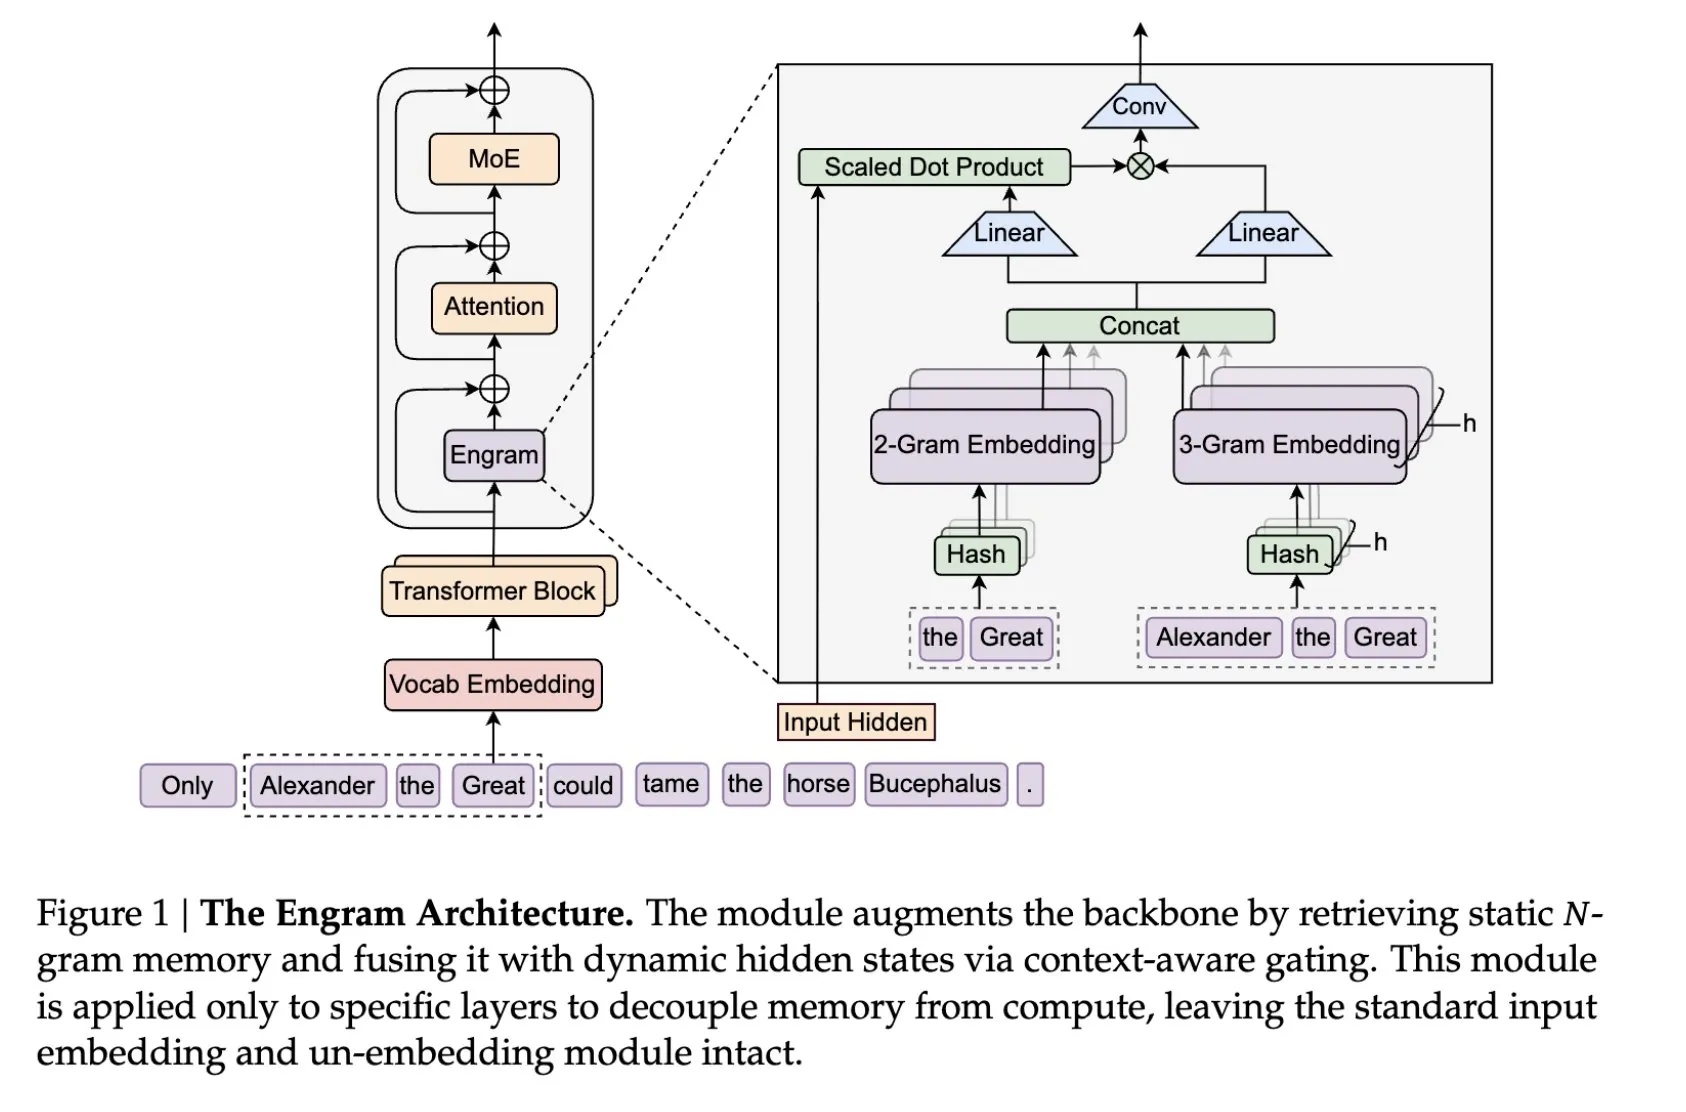 MoE
Attention
Engram
Transformer Block
Vocab Embedding
Only Alexander the Great could tame the horse Bucephalus .
Conv
Scaled Dot Product
Linear Linear
Concat
2-Gram Embedding 3-Gram Embedding h
Hash Hash h
the Great Alexander the Great
Input Hidden
Figure 1 | The Engram Architecture. The module augments the backbone by retrieving static N-
gram memory and fusing it with dynamic hidden states via context-aware gating. This module
is applied only to specific layers to decouple memory from compute, leaving the standard input
embedding and un-embedding module intact.